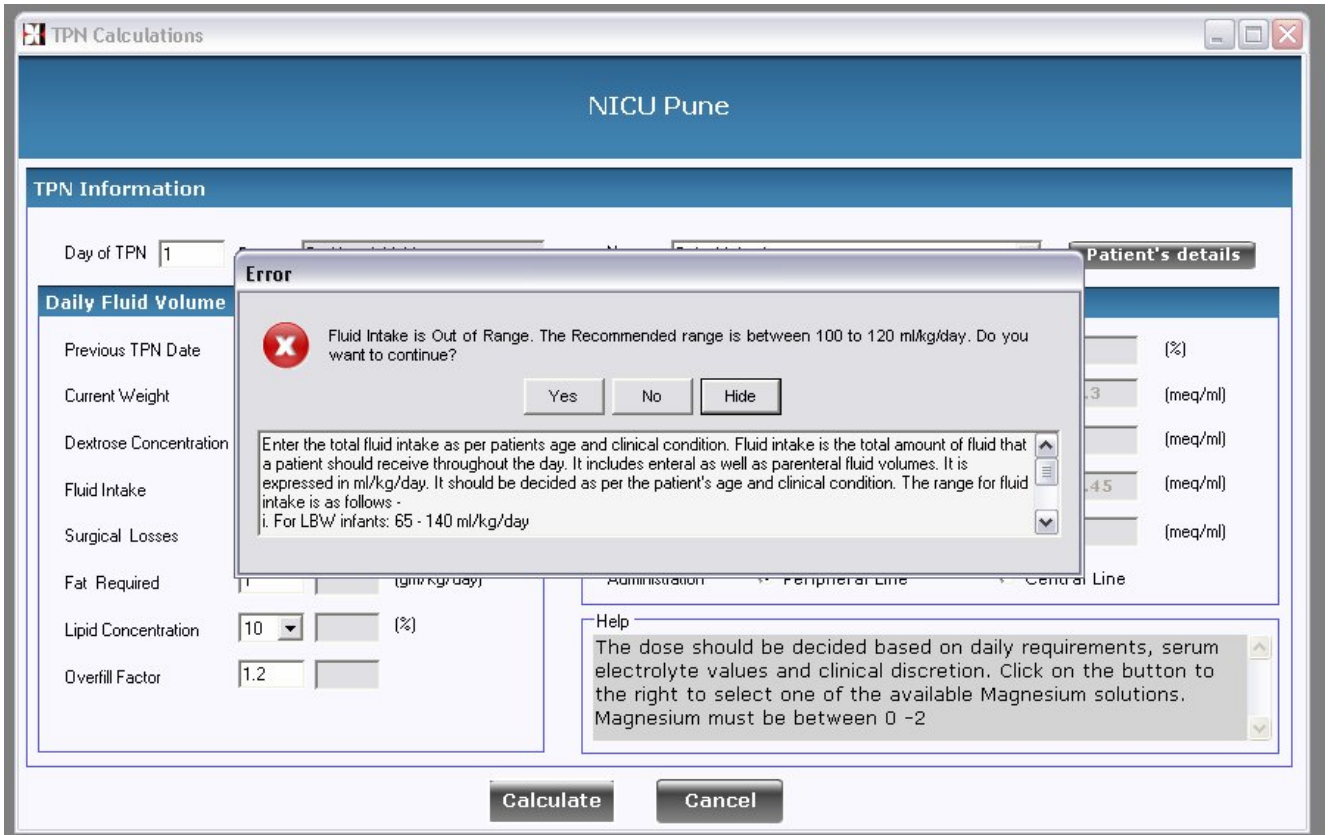 TPN Calculations
NICU Pune
TPN Information
Day of TPN 1
Patient's details
Error
Daily Fluid Volume
Fluid Intake is Out of Range. The Recommended range is between 100 to 120 ml/kg/day. Do you
want to continue?
Yes No Hide
Enter the total fluid intake as per patients age and clinical condition. Fluid intake is the total amount of fluid that
a patient should receive throughout the day. It includes enteral as well as parenteral fluid volumes. It is
expressed in ml/kg/day. It should be decided as per the patient's age and clinical condition. The range for fluid
intake is as follows -
i. For LBW infants: 65 - 140 ml/kg/day
Previous TPN Date
Current Weight
Dextrose Concentration
Fluid Intake
Surgical Losses
Fat Required (gm/kg/day)
Lipid Concentration 10 (%)
Overfill Factor 1.2
(%)
.3 (meq/ml)
(meq/ml)
.45 (meq/ml)
(meq/ml)
Administration Peripheral Line Central Line
Help
The dose should be decided based on daily requirements, serum
electrolyte values and clinical discretion. Click on the button to
the right to select one of the available Magnesium solutions.
Magnesium must be between 0 -2
Calculate Cancel